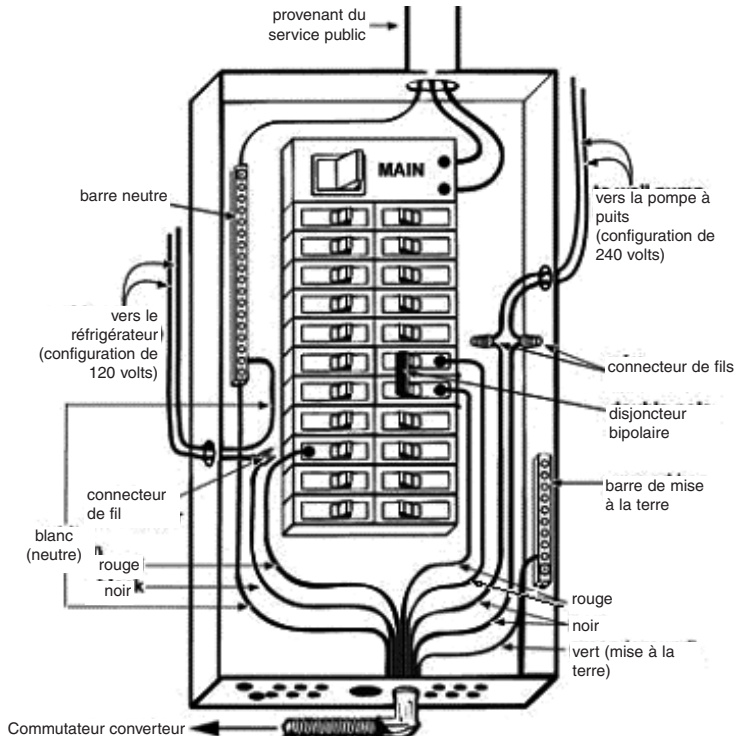 provenant du
service public
MAIN
barre neutre
vers la pompe à
puits
(configuration de
240 volts)
vers le
réfrigérateur
(configuration de
120 volts)
connecteur de fils
disjoncteur
bipolaire
connecteur
de fil
barre de mise
à la terre
blanc
(neutre)
rouge
noir
rouge
noir
vert (mise à la
terre)
Commutateur converteur